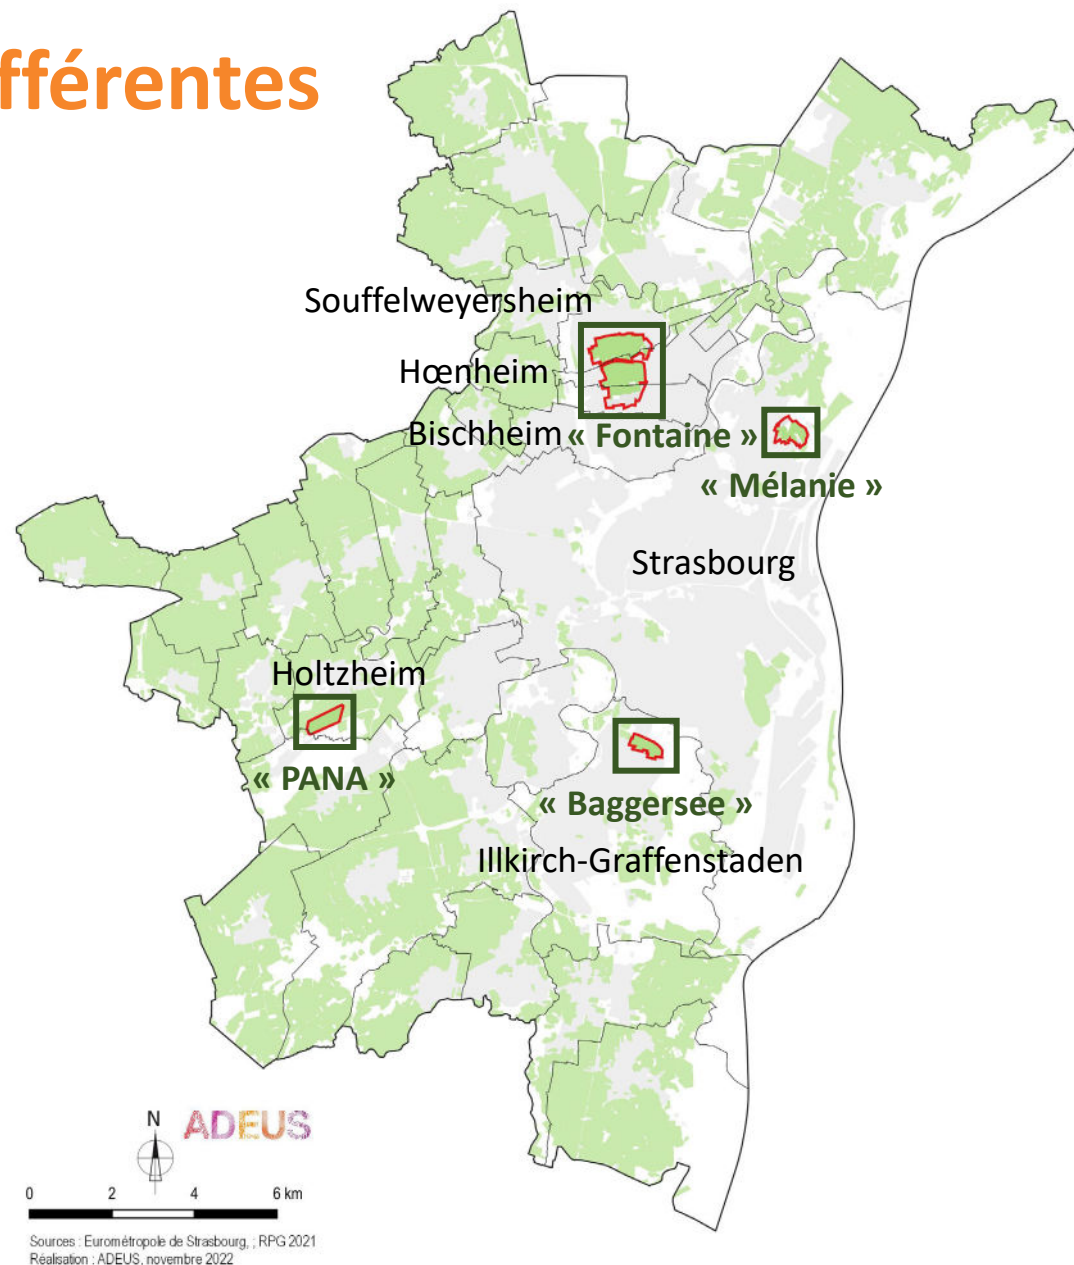 fférentes
Souffelweyersheim
Hœnheim
Bischheim « Fontaine »
« Mélanie »
Strasbourg
Holtzheim
« PANA »
« Baggersee »
Illkirch-Graffenstaden
N ADEUS
0 2 4 6 km
Sources : Eurométropole de Strasbourg, ; RPG 2021
Réalisation : ADEUS, novembre 2022